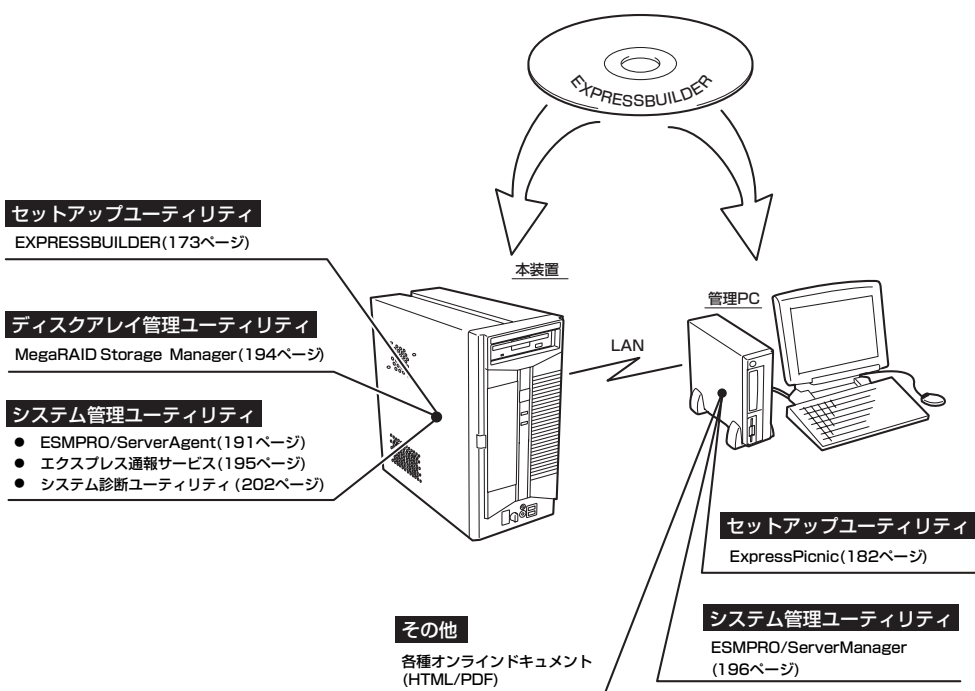 EXPRESSBUILDER
セットアップユーティリティ
EXPRESSBUILDER(173ページ)
ディスクアレイ管理ユーティリティ
MegaRAID Storage Manager(194ページ)
システム管理ユーティリティ
● ESMPRO/ServerAgent(191ページ)
● エクスプレス通報サービス(195ページ)
● システム診断ユーティリティ(202ページ)
本装置
LAN
管理PC
セットアップユーティリティ
ExpressPicnic(182ページ)
システム管理ユーティリティ
ESMPRO/ServerManager
(196ページ)
その他
各種オンラインドキュメント
(HTML/PDF)